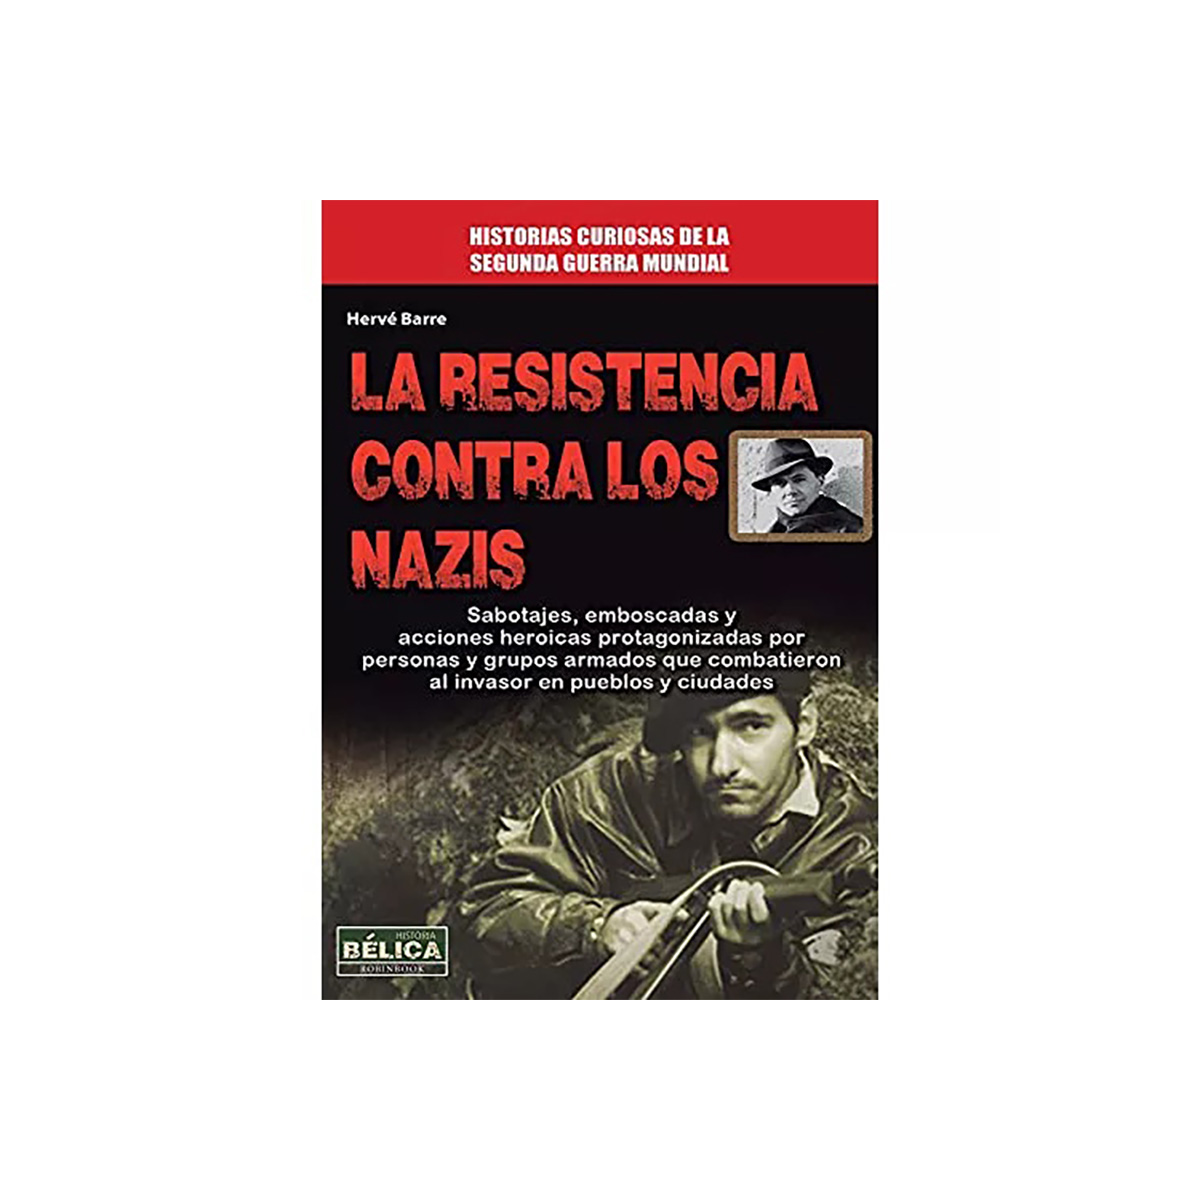 HISTORIAS CURIOSAS DE LA
SEGUNDA GUERRA MUNDIAL
Hervé Barre
LA RESISTENCIA
CONTRA LOS
NAZIS
Sabotajes, emboscadas y
acciones heroicas protagonizadas por
personas y grupos armados que combatieron
al invasor en pueblos y ciudades
HISTORIA
BÉLICA
ROBINBOOK